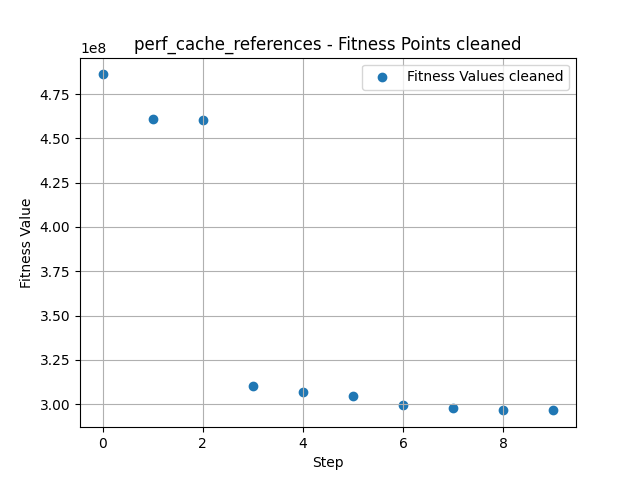 perf_cache_references - Fitness Points cleaned
1e8
Fitness Values cleaned
4.75
4.50
4.25
4.00
3.75
3.50
3.25
3.00
Fitness Value
0 2 4 6 8
Step